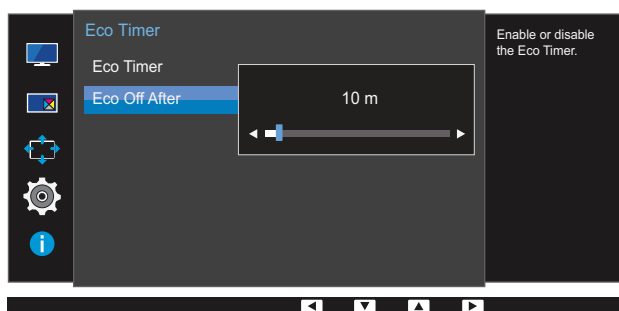 Eco Timer
Eco Timer
Eco Off After
10 m
Enable or disable
the Eco Timer.